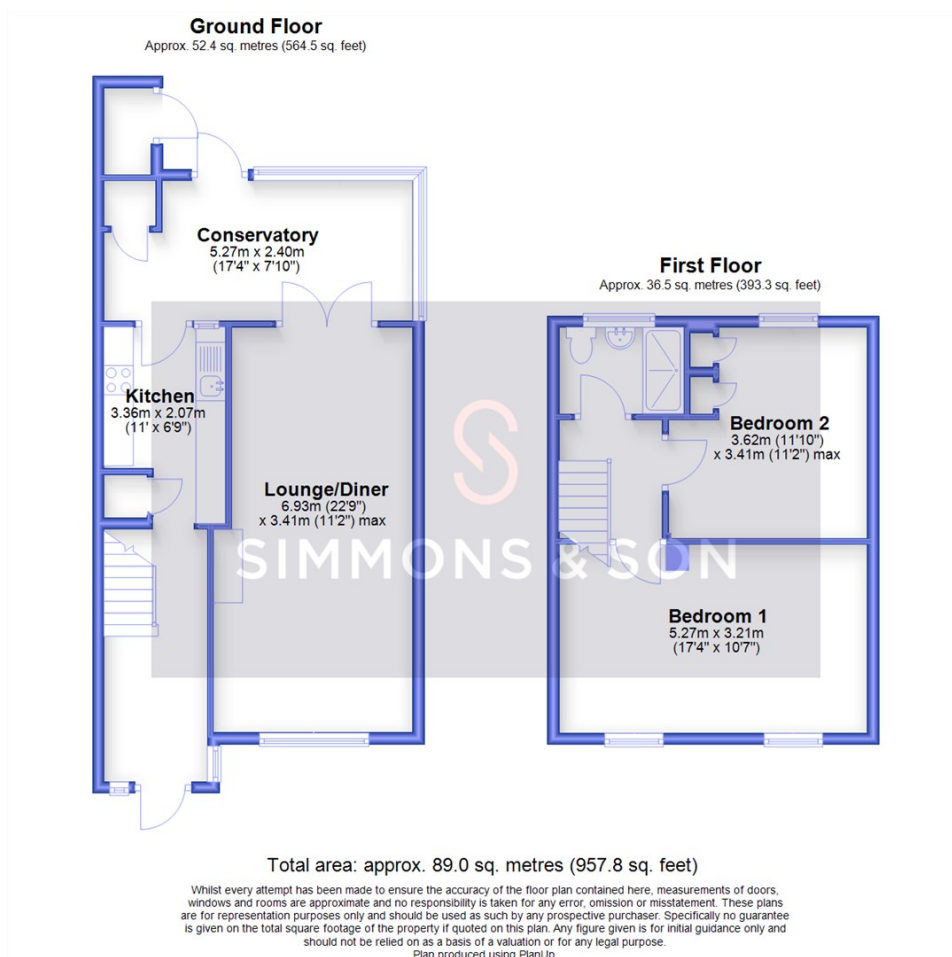 Ground Floor
Approx. 52.4 sq. metres (564.5 sq. feet)
Conservatory
5.27m x 2.40m
(17'4" x 7'10")
First Floor
Approx. 36.5 sq. metres (393.3 sq. feet)
Kitchen
3.36m x 2.07m
(11' x 6'9")
Bedroom 2
3.62m (11'10")
x 3.41m (11'2") max
Lounge/Diner
6.93m (22'9")
x 3.41m (11'2") max
SIMMONS & SON
Bedroom 1
5.27m x 3.21m
(17'4" x 10'7")
Total area: approx. 89.0 sq. metres (957.8 sq. feet)
Whilst every attempt has been made to ensure the accuracy of the floor plan contained here, measurements of doors,
windows and rooms are approximate and no responsibility is taken for any error, omission or misstatement. These plans
are for representation purposes only and should be used as such by any prospective purchaser. Specifically no guarantee
is given on the total square footage of the property if quoted on this plan. Any figure given is for initial guidance only and
should not be relied on as a basis of a valuation or for any legal purpose.
Plan produced using PlanUp.